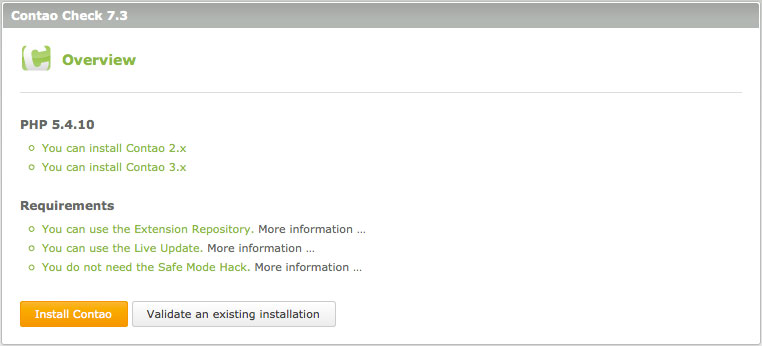 Contao Check 7.3
Overview
PHP 5.4.10
You can install Contao 2.x
You can install Contao 3.x
Requirements
You can use the Extension Repository. More information ...
You can use the Live Update. More information ...
You do not need the Safe Mode Hack. More information ...
Install Contao
Validate an existing installation